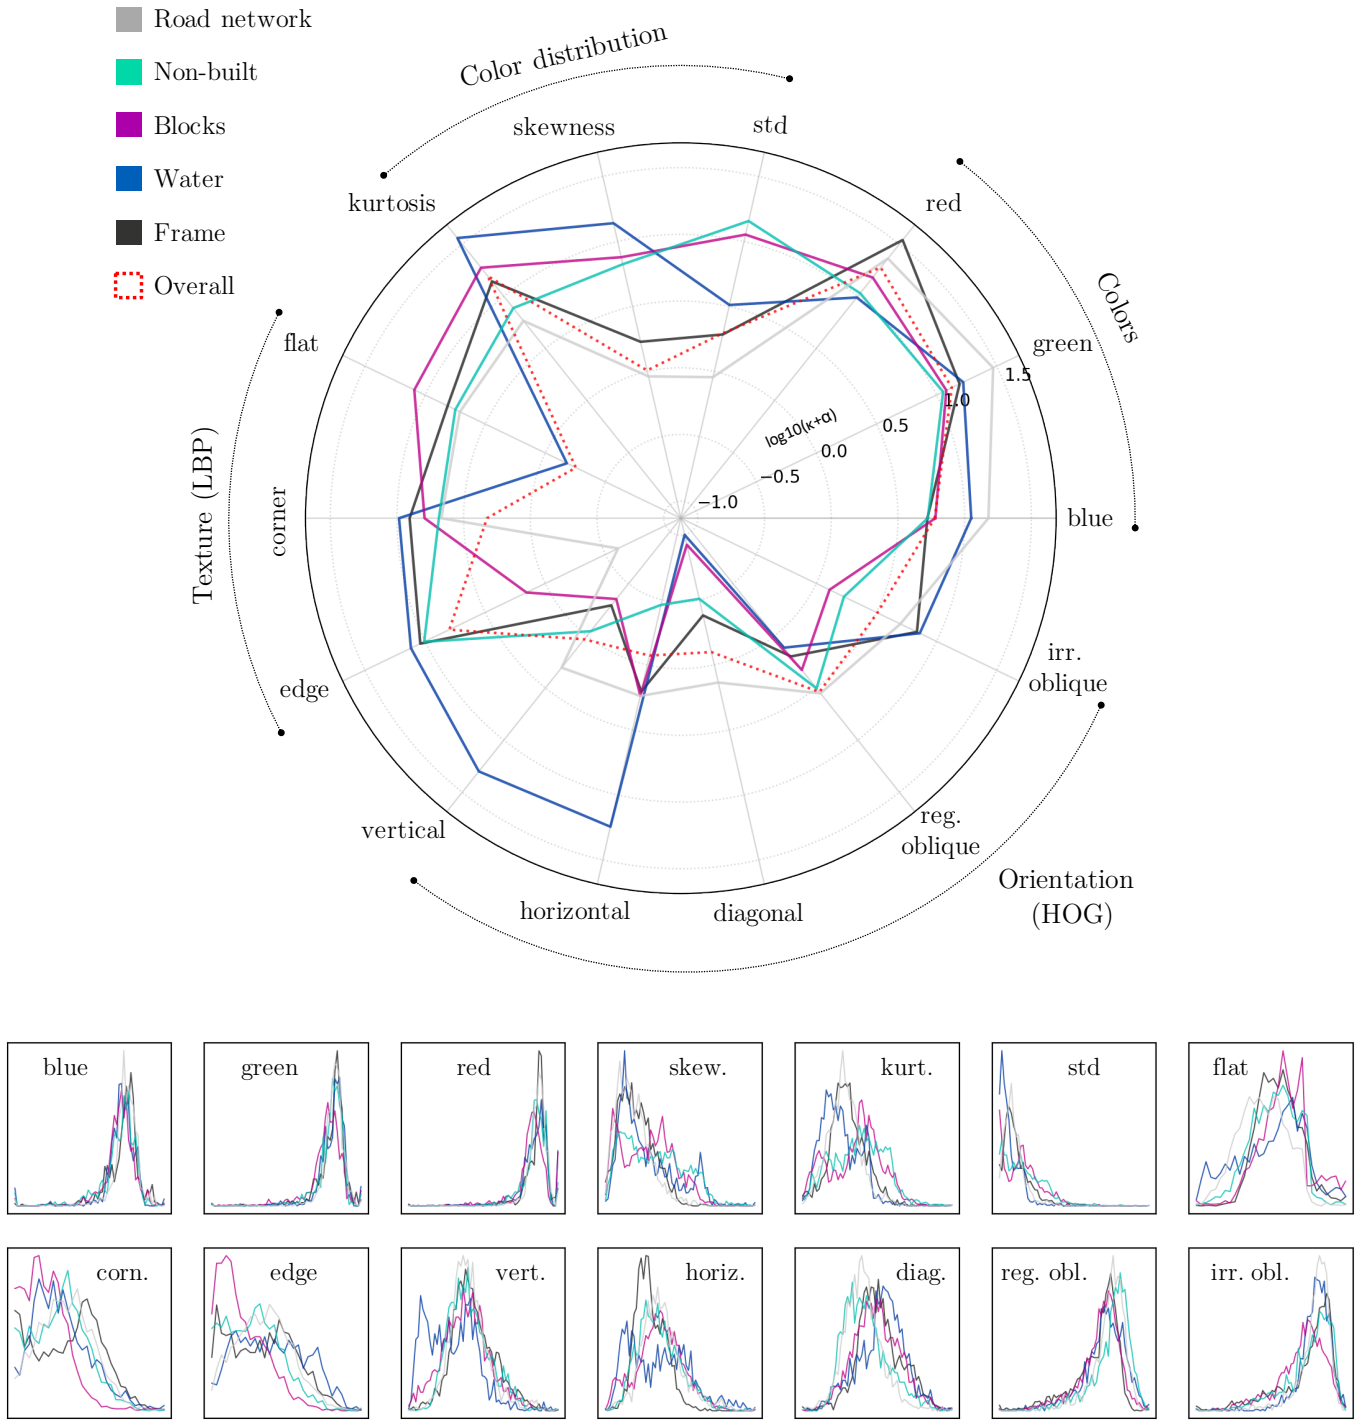 Road network
Non-built
Blocks
Water
Frame
Overall
Color distribution
skewness
std
kurtosis
red
Colors
flat
green
1.5
1.0
0.5
log10(κ+α)
0.0
−0.5
−1.0
Texture (LBP)
corner
blue
edge
irr.
oblique
vertical
reg.
oblique
horizontal
diagonal
Orientation
(HOG)
blue
green
red
skew.
kurt.
std
flat
corn.
edge
vert.
horiz.
diag.
reg. obl.
irr. obl.